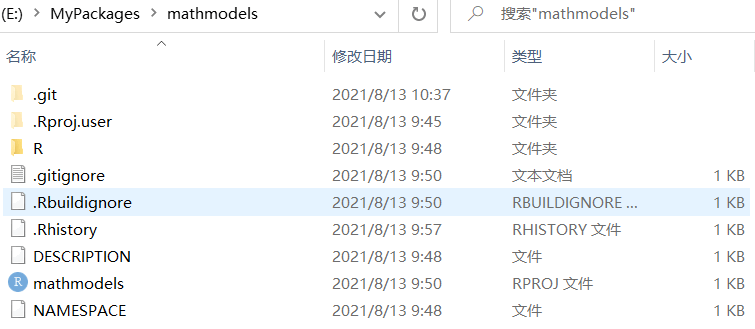 (E:) MyPackages mathmodels 搜索"mathmodels"
名称 修改日期 类型 大小
.git 2021/8/13 10:37 文件夹
.Rproj.user 2021/8/13 9:45 文件夹
R 2021/8/13 9:48 文件夹
.gitignore 2021/8/13 9:50 文本文档 1 KB
.Rbuildignore 2021/8/13 9:50 RBUILDIGNORE ... 1 KB
.Rhistory 2021/8/13 9:57 RHISTORY 文件 1 KB
DESCRIPTION 2021/8/13 9:48 文件 1 KB
R mathmodels 2021/8/13 9:50 RPROJ 文件 1 KB
NAMESPACE 2021/8/13 9:48 文件 1 KB